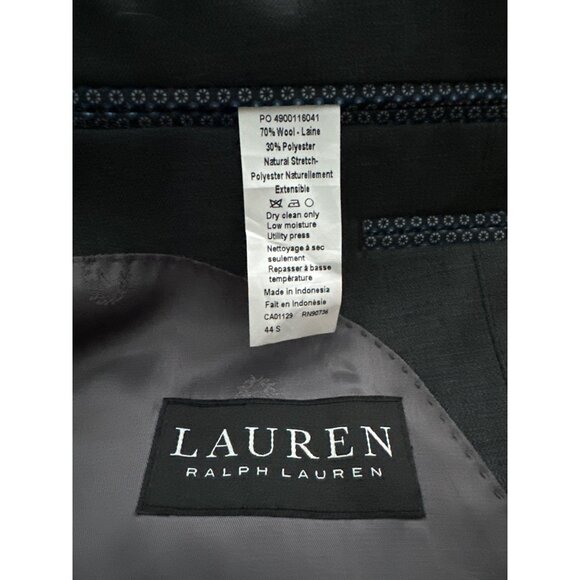 PO 4900116041
70% Wool - Laine
30% Polyester
Natural Stretch-
Polyester Naturellement
Extensible
Dry clean only
Low moisture
Utility press
Nettoyage à sec
seulement
Repasser à basse
température
Made in Indonesia
Fait en Indonésie
CA01129 RN90736
44 S
LAUREN
RALPH LAUREN